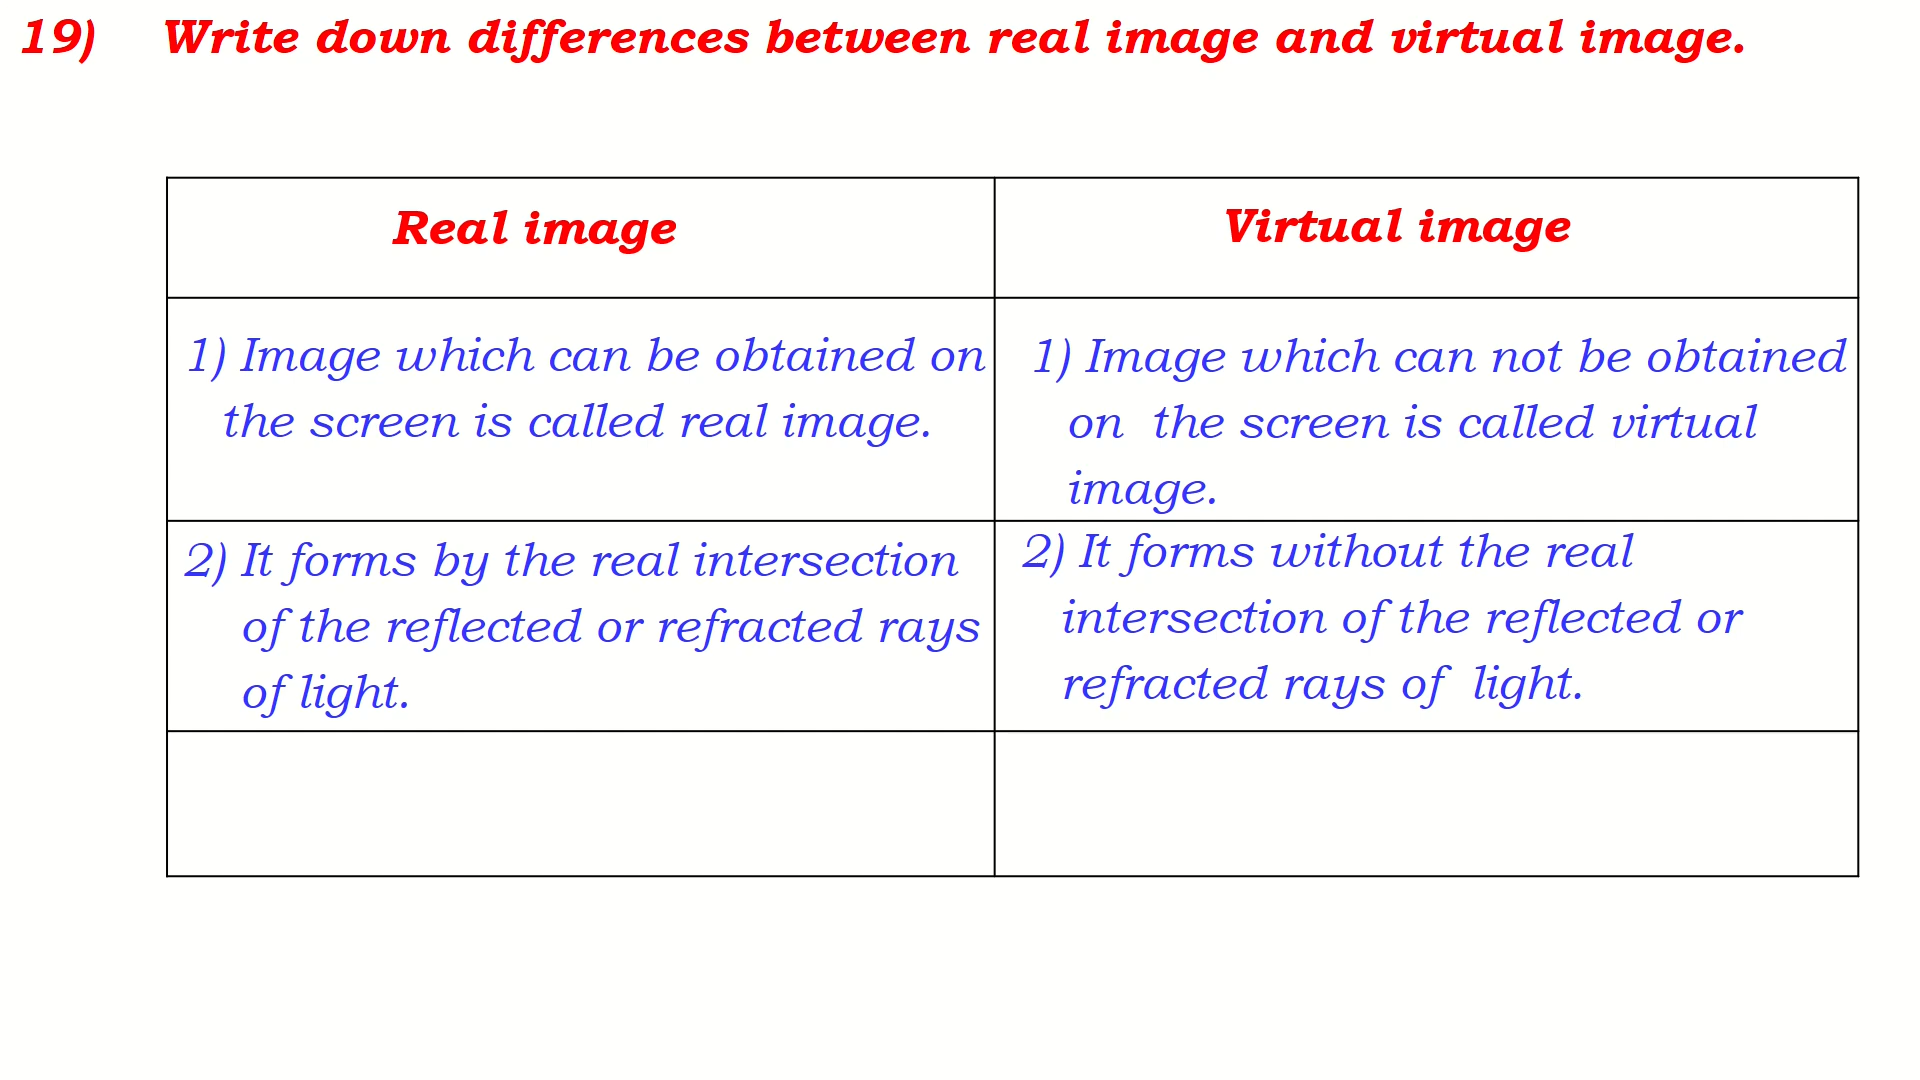 19) Write down differences between real image and virtual image.
Real image
Virtual image
1) Image which can be obtained on
the screen is called real image.
1) Image which can not be obtained
on the screen is called virtual
image.
2) It forms by the real intersection
of the reflected or refracted rays
of light.
2) It forms without the real
intersection of the reflected or
refracted rays of light.